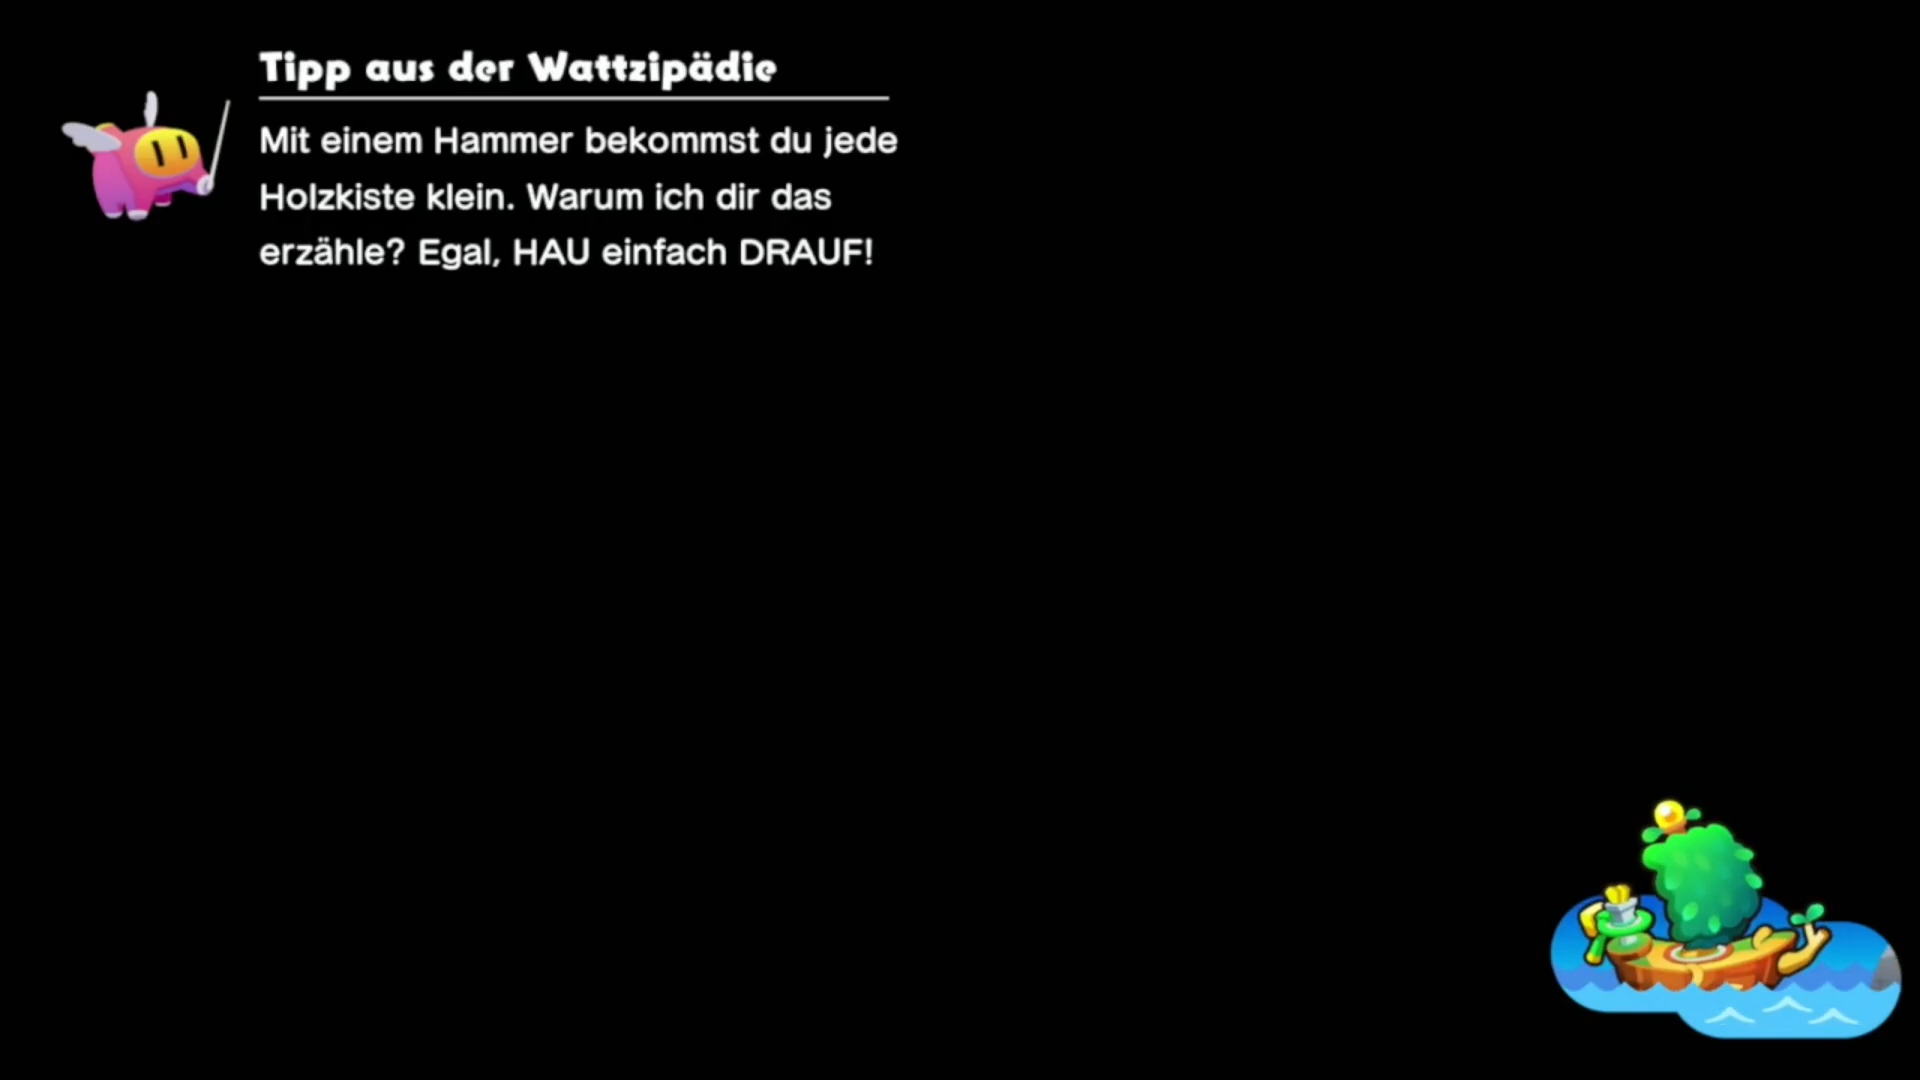 Tipp aus der Wattzipädie
Mit einem Hammer bekommst du jede
Holzkiste klein. Warum ich dir das
erzähle? Egal, HAU einfach DRAUF!